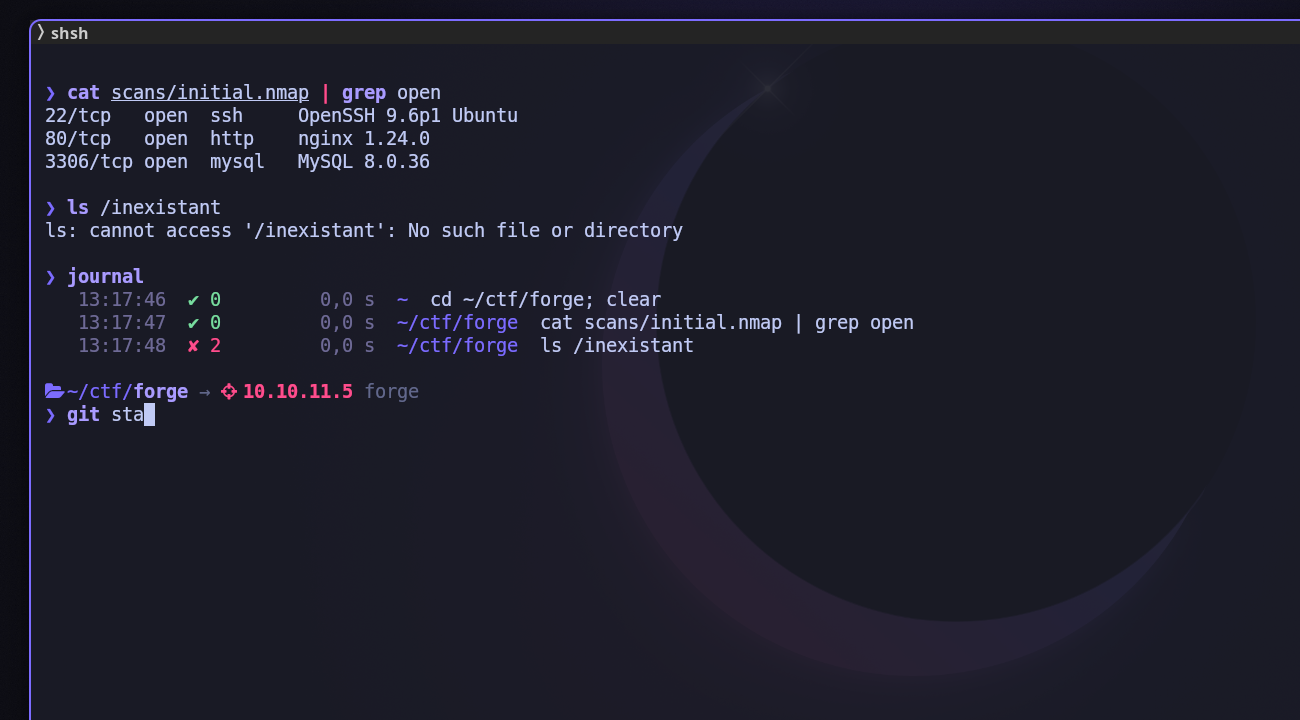 ❯ shsh
❯ cat scans/initial.nmap | grep open
22/tcp   open  ssh     OpenSSH 9.6p1 Ubuntu
80/tcp   open  http    nginx 1.24.0
3306/tcp open  mysql   MySQL 8.0.36
❯ ls /inexistant
ls: cannot access '/inexistant': No such file or directory
❯ journal
13:17:46  ✔ 0         0,0 s  ~  cd ~/ctf/forge; clear
13:17:47  ✔ 0         0,0 s  ~/ctf/forge  cat scans/initial.nmap | grep open
13:17:48  ✘ 2         0,0 s  ~/ctf/forge  ls /inexistant
~/ctf/forge → 10.10.11.5 forge
❯ git sta